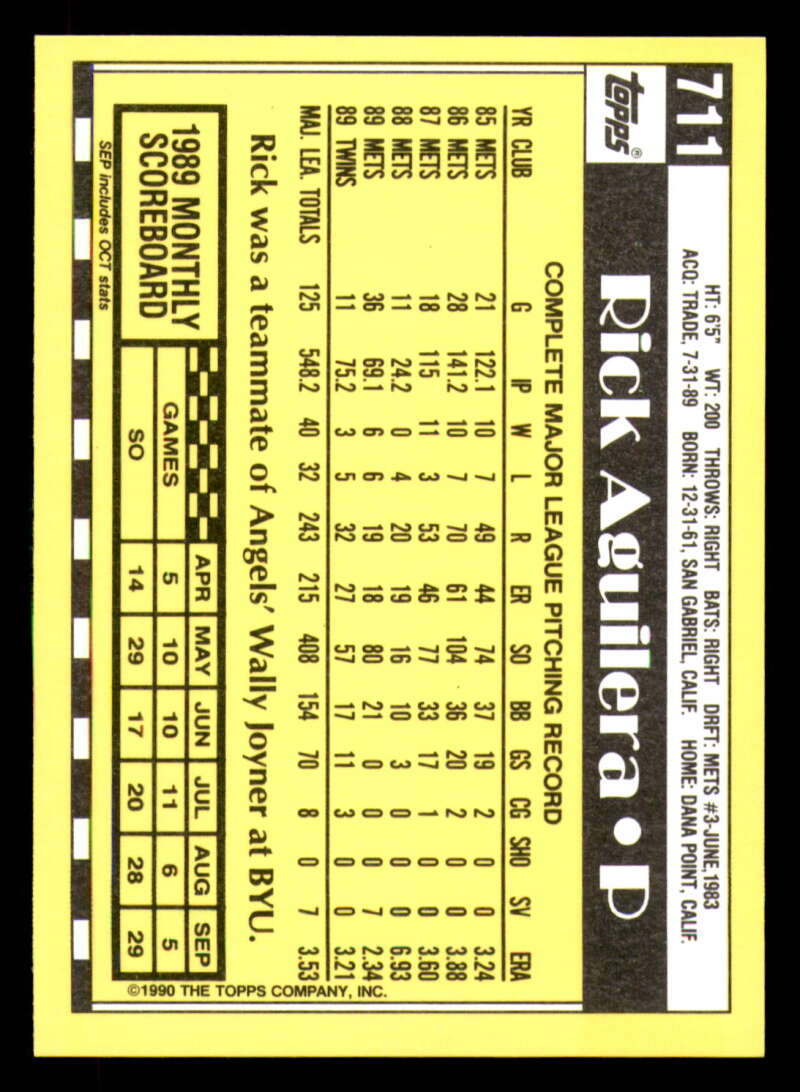 711
HT: 6'5" WT: 200 THROWS: RIGHT BATS: RIGHT DRFT: METS #3-JUNE, 1983
ACQ: TRADE, 7-31-89 BORN: 12-31-61, SAN GABRIEL, CALIF. HOME: DANA POINT, CALIF.
topps®
Rick Aguilera • P
COMPLETE MAJOR LEAGUE PITCHING RECORD
YR CLUB G IP W L R ER SO BB GS CG SHO SV ERA
85 METS 21 122.1 10 7 49 44 74 37 19 2 0 0 3.24
86 METS 28 141.2 10 7 70 61 104 36 20 2 0 0 3.88
87 METS 18 115 11 3 53 46 77 33 17 1 0 0 3.60
88 METS 11 24.2 0 4 20 19 16 10 3 0 0 0 6.93
89 METS 36 69.1 6 6 19 18 80 21 0 0 0 7 2.34
89 TWINS 11 75.2 3 5 32 27 57 17 11 3 0 0 3.21
MAJ. LEA. TOTALS 125 548.2 40 32 243 215 408 154 70 8 0 7 3.53
Rick was a teammate of Angels' Wally Joyner at BYU.
1989 MONTHLY
SCOREBOARD
APR MAY JUN JUL AUG SEP
GAMES 5 10 10 11 6 5
SO 14 29 17 20 28 29
SEP includes OCT stats
©1990 THE TOPPS COMPANY, INC.